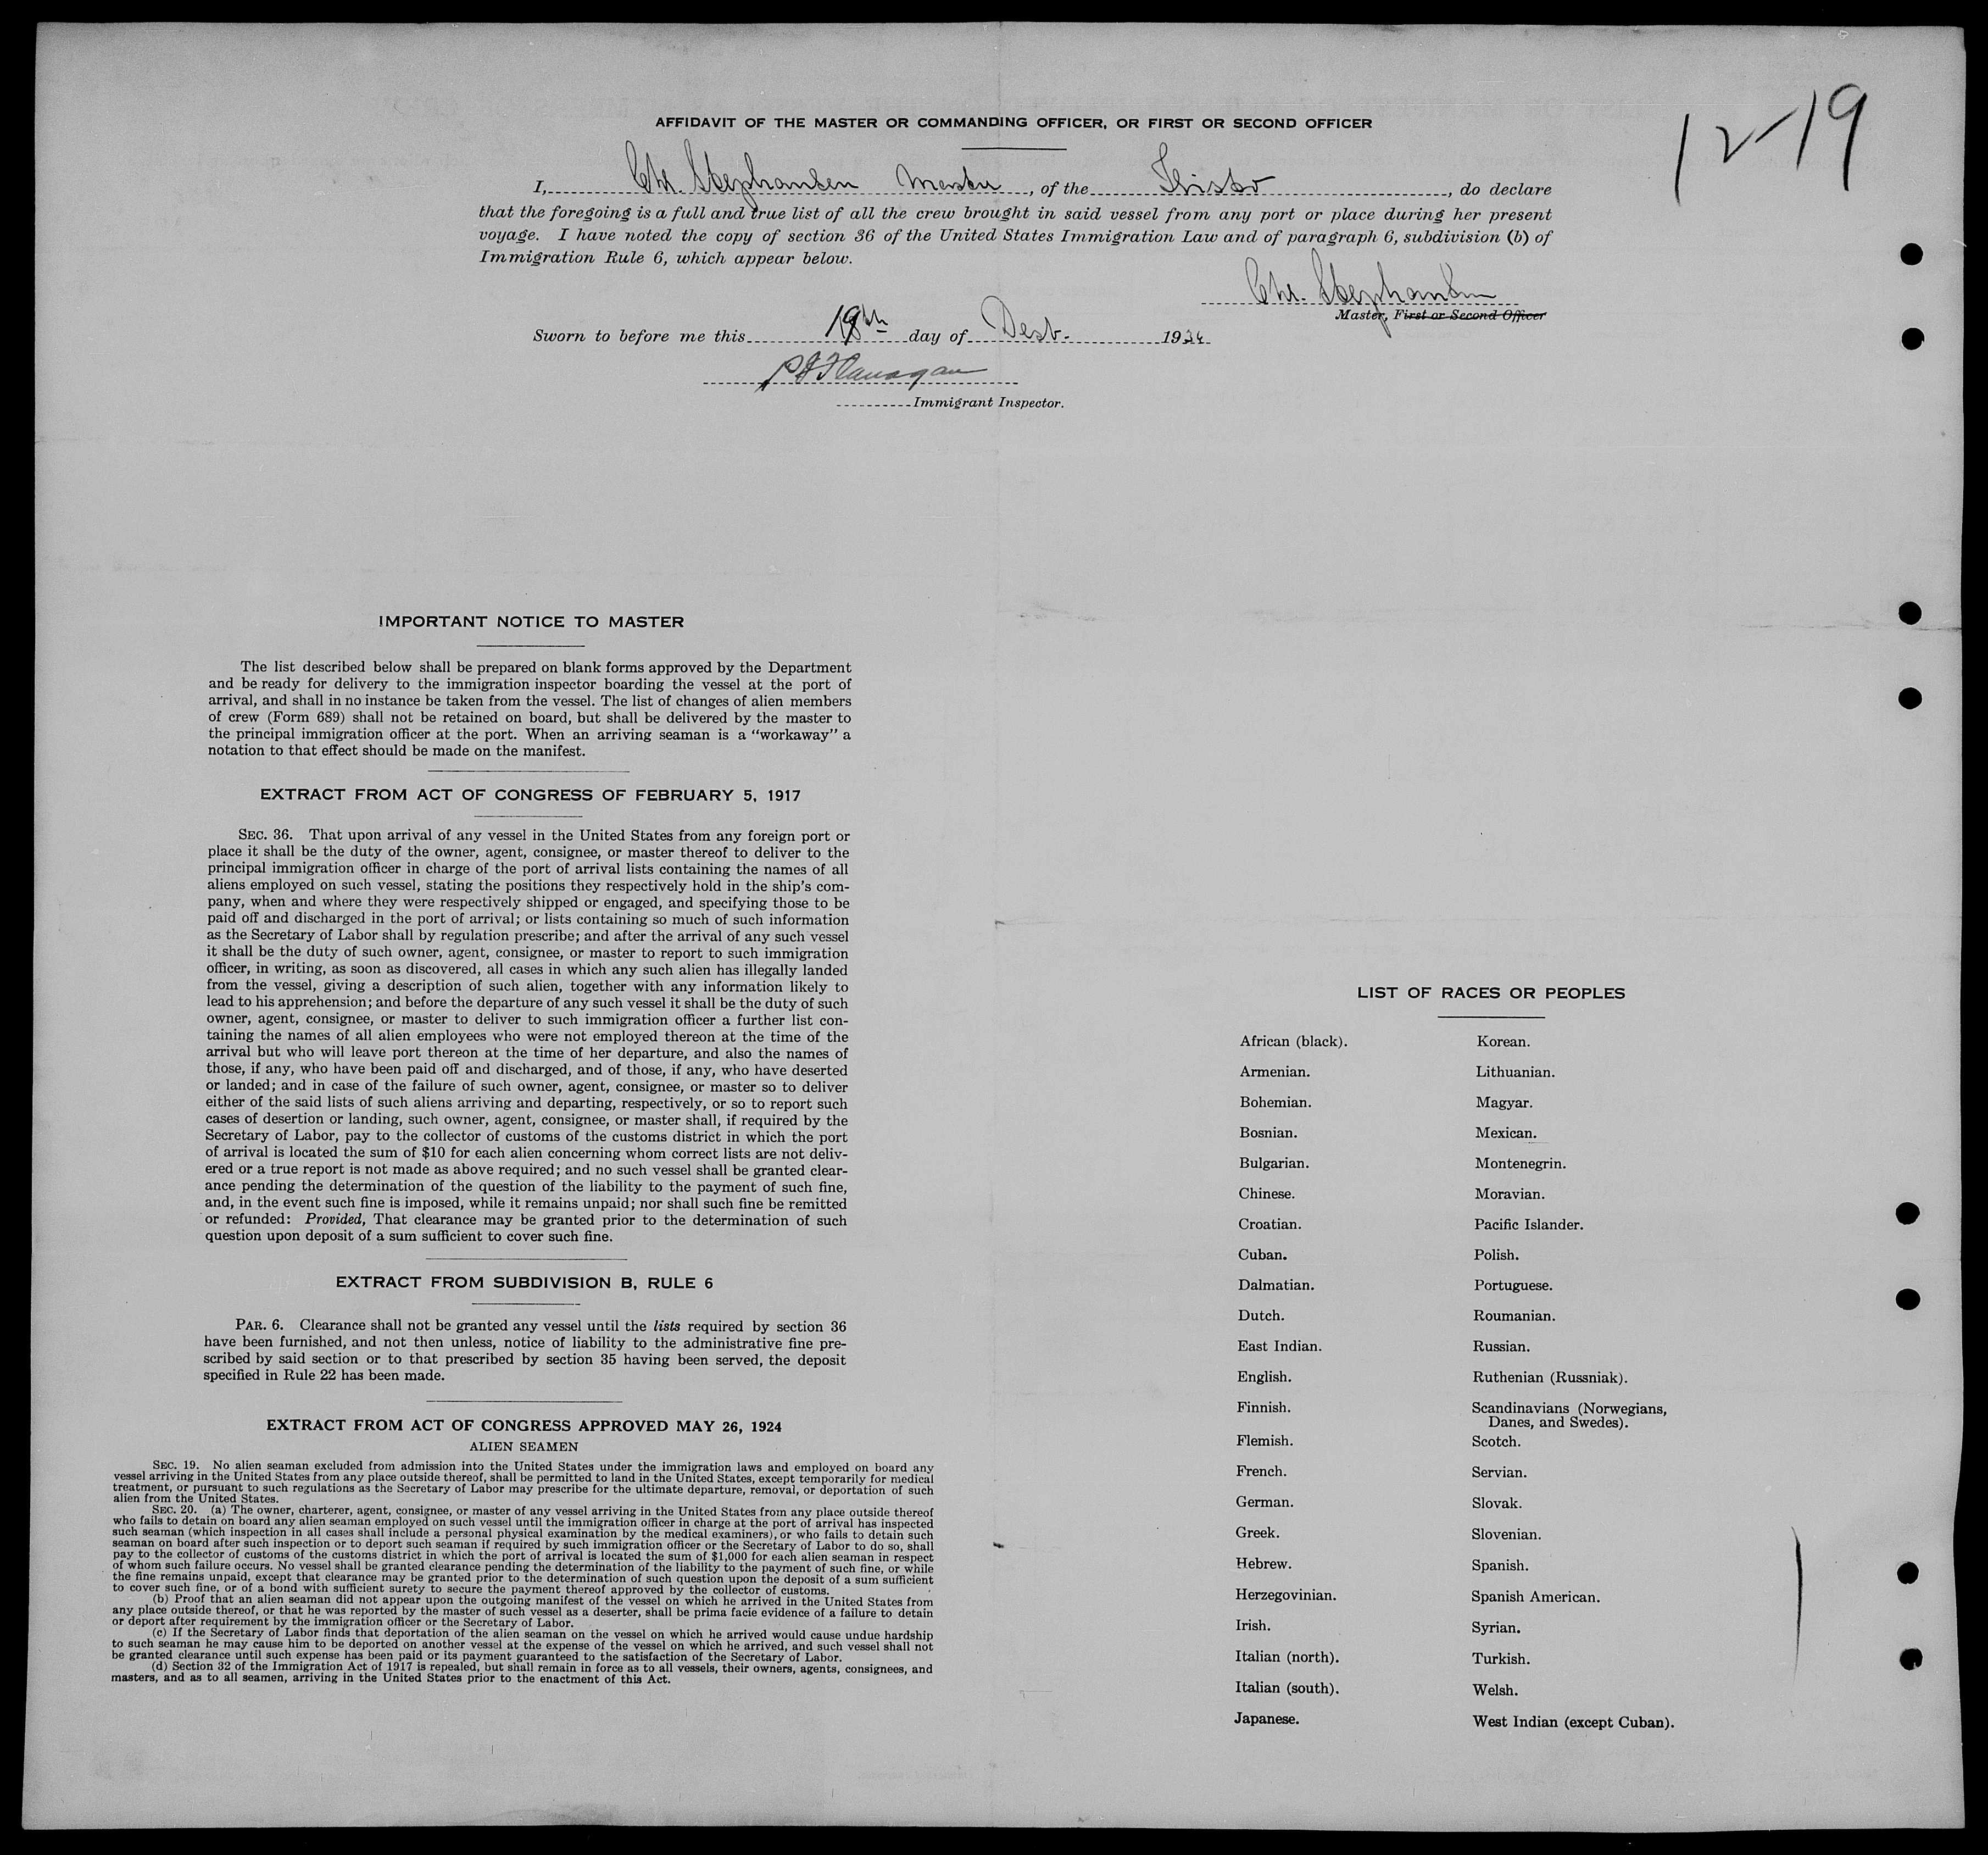 12-19
AFFIDAVIT OF THE MASTER OR COMMANDING OFFICER, OR FIRST OR SECOND OFFICER
I, Chr. Stephansen Master, of the, do declare
that the foregoing is a full and true list of all the crew brought in said vessel from any port or place during her present
voyage. I have noted the copy of section 36 of the United States Immigration Law and of paragraph 6, subdivision (b) of
Immigration Rule 6, which appear below.
Chr. Stephansen
Master, First or Second Officer
Sworn to before me this 19th day of Desb. 19
Flanagan
Immigrant Inspector.
IMPORTANT NOTICE TO MASTER
The list described below shall be prepared on blank forms approved by the Department
and be ready for delivery to the immigration inspector boarding the vessel at the port of
arrival, and shall in no instance be taken from the vessel. The list of changes of alien members
of crew (Form 689) shall not be retained on board, but shall be delivered by the master to
the principal immigration officer at the port. When an arriving seaman is a "workaway" a
notation to that effect should be made on the manifest.
EXTRACT FROM ACT OF CONGRESS OF FEBRUARY 5, 1917
SEC. 36. That upon arrival of any vessel in the United States from any foreign port or
place it shall be the duty of the owner, agent, consignee, or master thereof to deliver to the
principal immigration officer in charge of the port of arrival lists containing the names of all
aliens employed on such vessel, stating the positions they respectively hold in the ship's com-
pany, when and where they were respectively shipped or engaged, and specifying those to be
paid off and discharged in the port of arrival; or lists containing so much of such information
as the Secretary of Labor shall by regulation prescribe; and after the arrival of any such vessel
it shall be the duty of such owner, agent, consignee, or master to report to such immigration
officer, in writing, as soon as discovered, all cases in which any such alien has illegally landed
from the vessel, giving a description of such alien, together with any information likely to
lead to his apprehension; and before the departure of any such vessel it shall be the duty of such
owner, agent, consignee, or master to deliver to such immigration officer a further list con-
taining the names of all alien employees who were not employed thereon at the time of the
arrival but who will leave port thereon at the time of her departure, and also the names of
those, if any, who have been paid off and discharged, and of those, if any, who have deserted
or landed; and in case of the failure of such owner, agent, consignee, or master so to deliver
either of the said lists of such aliens arriving and departing, respectively, or so to report such
cases of desertion or landing, such owner, agent, consignee, or master shall, if required by the
Secretary of Labor, pay to the collector of customs of the customs district in which the port
of arrival is located the sum of $10 for each alien concerning whom correct lists are not deliv-
ered or a true report is not made as above required; and no such vessel shall be granted clear-
ance pending the determination of the question of the liability to the payment of such fine,
and, in the event such fine is imposed, while it remains unpaid; nor shall such fine be remitted
or refunded: Provided, That clearance may be granted prior to the determination of such
question upon deposit of a sum sufficient to cover such fine.
EXTRACT FROM SUBDIVISION B, RULE 6
PAR. 6. Clearance shall not be granted any vessel until the lists required by section 36
have been furnished, and not then unless, notice of liability to the administrative fine pre-
scribed by said section or to that prescribed by section 35 having been served, the deposit
specified in Rule 22 has been made.
EXTRACT FROM ACT OF CONGRESS APPROVED MAY 26, 1924
ALIEN SEAMEN
SEC. 19. No alien seaman excluded from admission into the United States under the immigration laws and employed on board any
vessel arriving in the United States from any place outside thereof, shall be permitted to land in the United States, except temporarily for medical
treatment, or pursuant to such regulations as the Secretary of Labor may prescribe for the ultimate departure, removal, or deportation of such
alien from the United States.
SEC. 20. (a) The owner, charterer, agent, consignee, or master of any vessel arriving in the United States from any place outside thereof
who fails to detain on board any alien seaman employed on such vessel until the immigration officer in charge at the port of arrival has inspected
such seaman (which inspection in all cases shall include a personal physical examination by the medical examiners), or who fails to detain such
seaman on board after such inspection or to deport such seaman if required by such immigration officer or the Secretary of Labor to do so, shall
pay to the collector of customs of the customs district in which the port of arrival is located the sum of $1,000 for each alien seaman in respect
of whom such failure occurs. No vessel shall be granted clearance pending the determination of the liability to the payment of such fine, or while
the fine remains unpaid, except that clearance may be granted prior to the determination of such question upon the deposit of a sum sufficient
to cover such fine, or of a bond with sufficient surety to secure the payment thereof approved by the collector of customs.
(b) Proof that an alien seaman did not appear upon the outgoing manifest of the vessel on which he arrived in the United States from
any place outside thereof, or that he was reported by the master of such vessel as a deserter, shall be prima facie evidence of a failure to detain
or deport after requirement by the immigration officer or the Secretary of Labor.
(c) If the Secretary of Labor finds that deportation of the alien seaman on the vessel on which he arrived would cause undue hardship
to such seaman he may cause him to be deported on another vessel at the expense of the vessel on which he arrived, and such vessel shall not
be granted clearance until such expense has been paid or its payment guaranteed to the satisfaction of the Secretary of Labor.
(d) Section 32 of the Immigration Act of 1917 is repealed, but shall remain in force as to all vessels, their owners, agents, consignees, and
masters, and as to all seamen, arriving in the United States prior to the enactment of this Act.
LIST OF RACES OR PEOPLES
African (black).
Armenian.
Bohemian.
Bosnian.
Bulgarian.
Chinese.
Croatian.
Cuban.
Dalmatian.
Dutch.
East Indian.
English.
Finnish.
Flemish.
French.
German.
Greek.
Hebrew.
Herzegovinian.
Irish.
Italian (north).
Italian (south).
Japanese.
Korean.
Lithuanian.
Magyar.
Mexican.
Montenegrin.
Moravian.
Pacific Islander.
Polish.
Portuguese.
Roumanian.
Russian.
Ruthenian (Russniak).
Scandinavians (Norwegians,
Danes, and Swedes).
Scotch.
Servian.
Slovak.
Slovenian.
Spanish.
Spanish American.
Syrian.
Turkish.
Welsh.
West Indian (except Cuban).